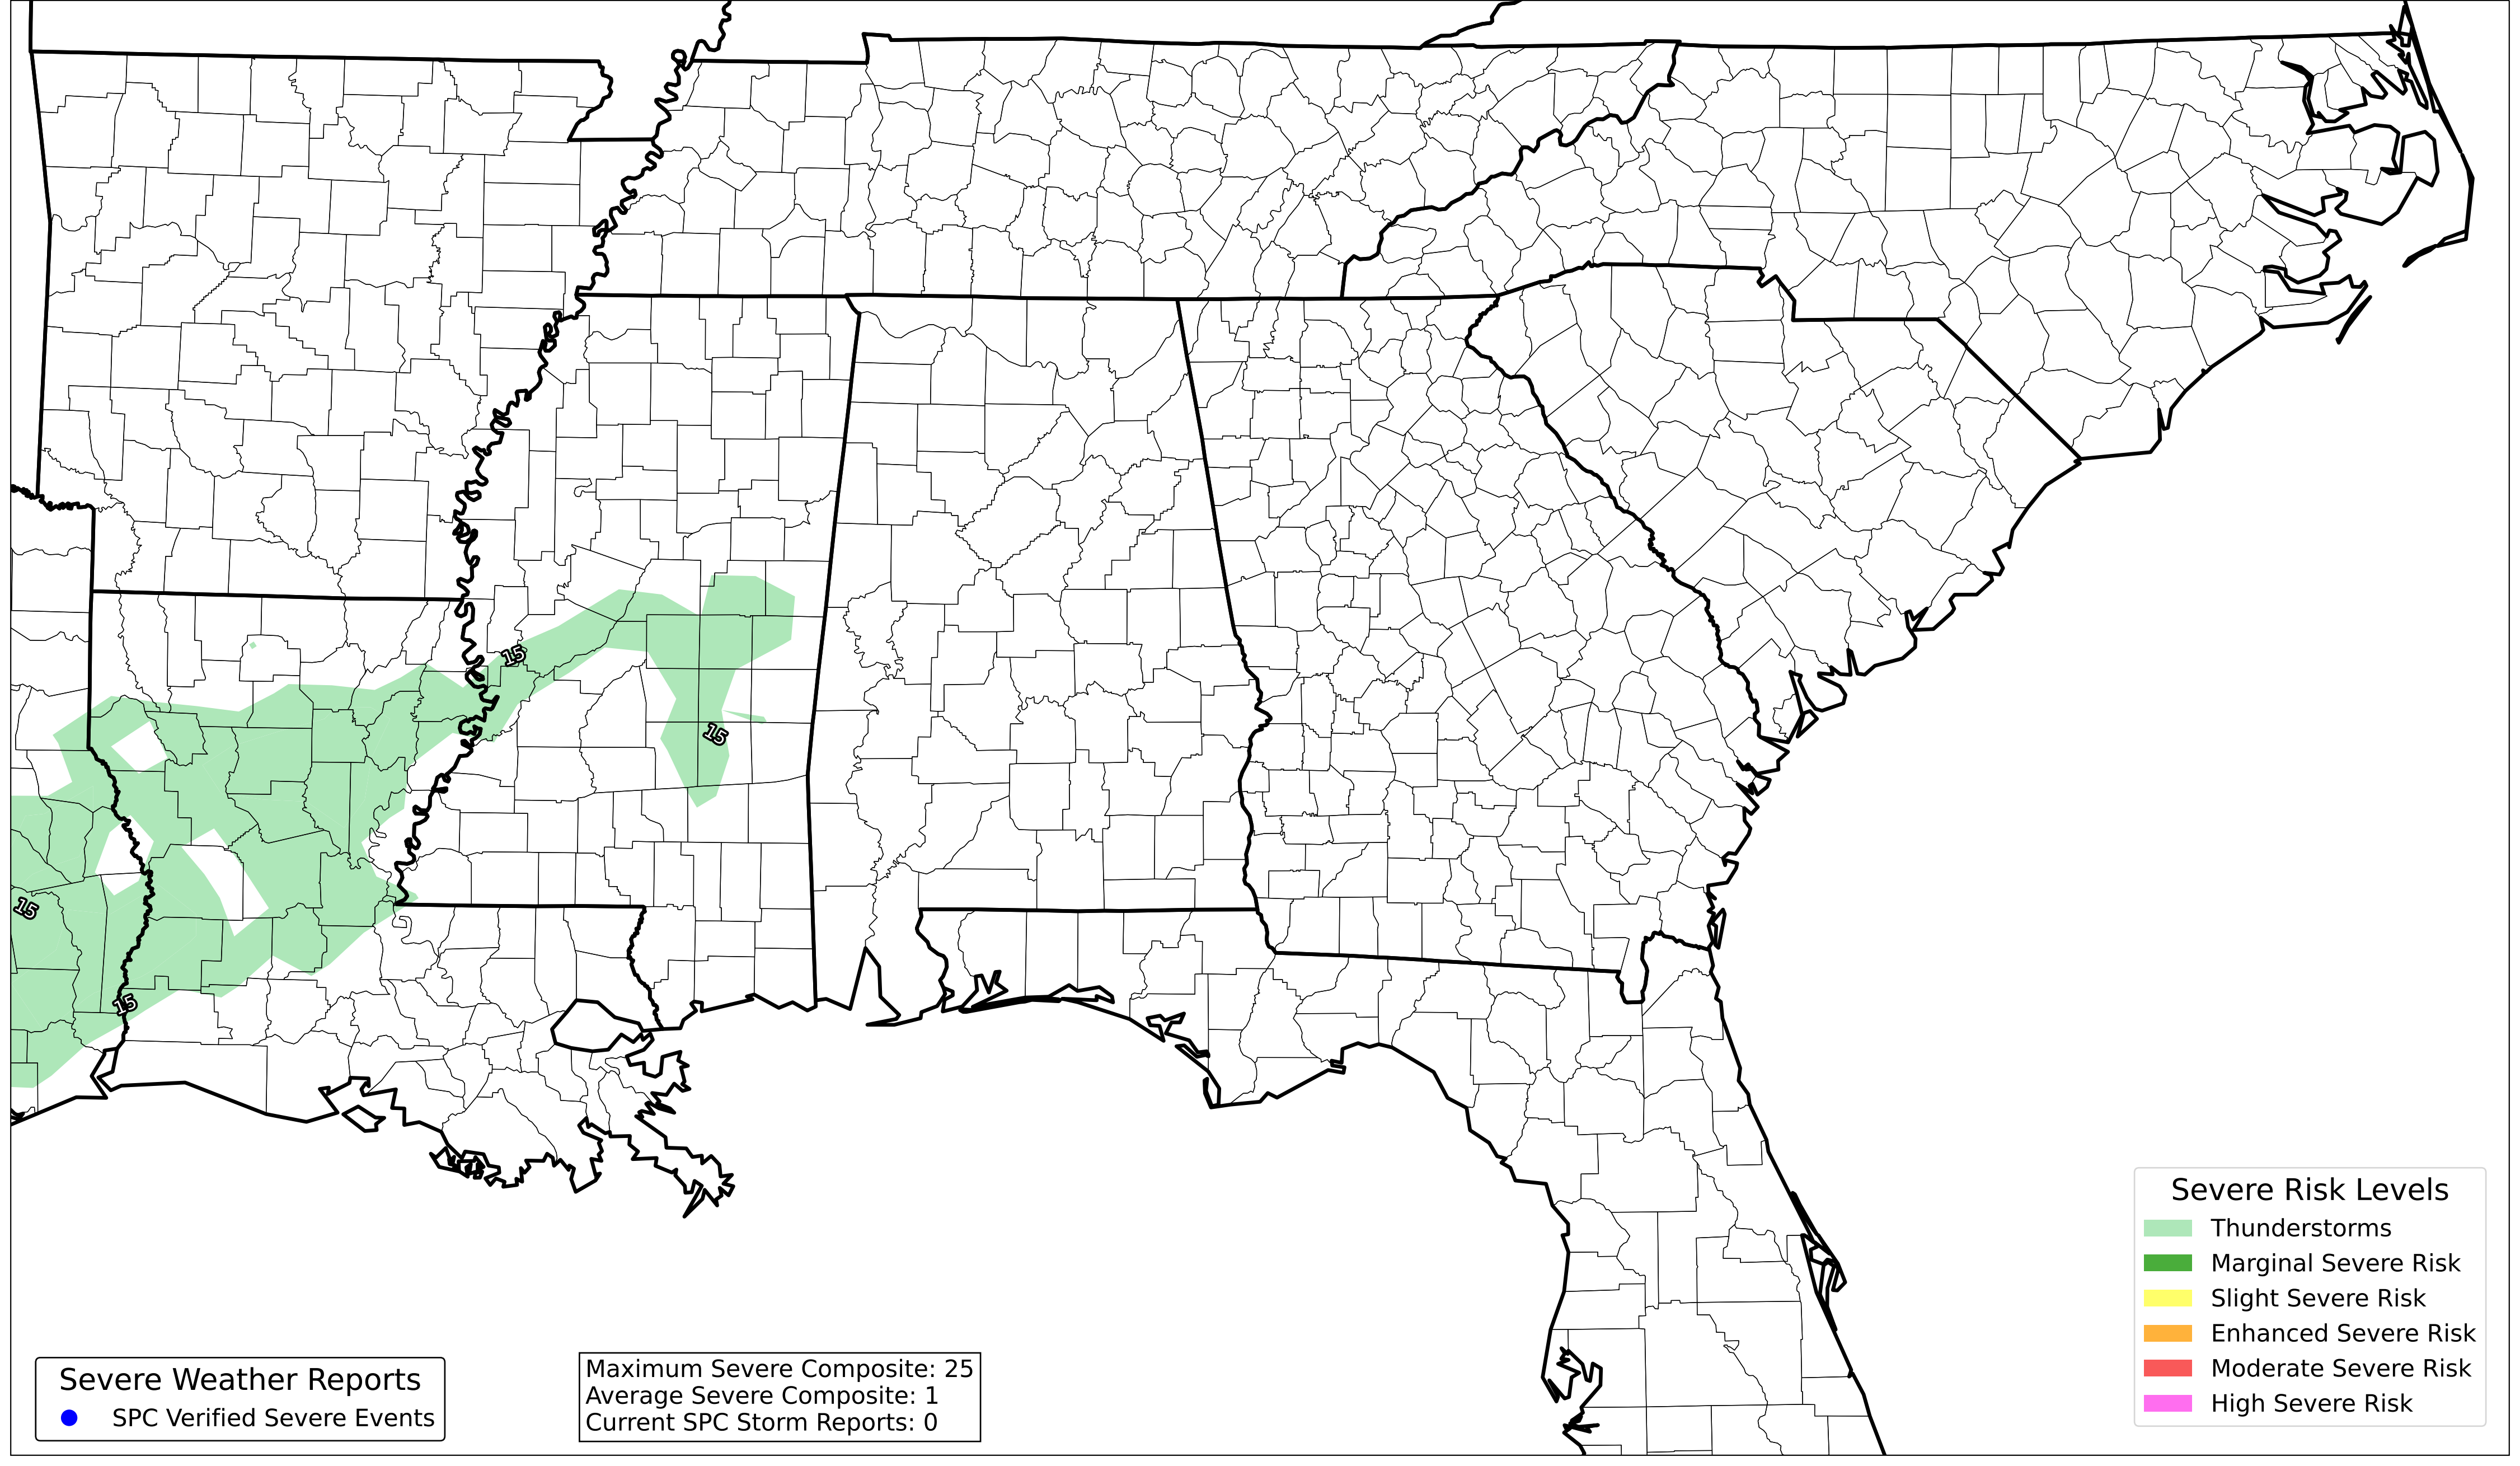 15
15
15
15
Severe Risk Levels
Thunderstorms
Marginal Severe Risk
Slight Severe Risk
Enhanced Severe Risk
Moderate Severe Risk
High Severe Risk
Severe Weather Reports
SPC Verified Severe Events
Maximum Severe Composite: 25
Average Severe Composite: 1
Current SPC Storm Reports: 0